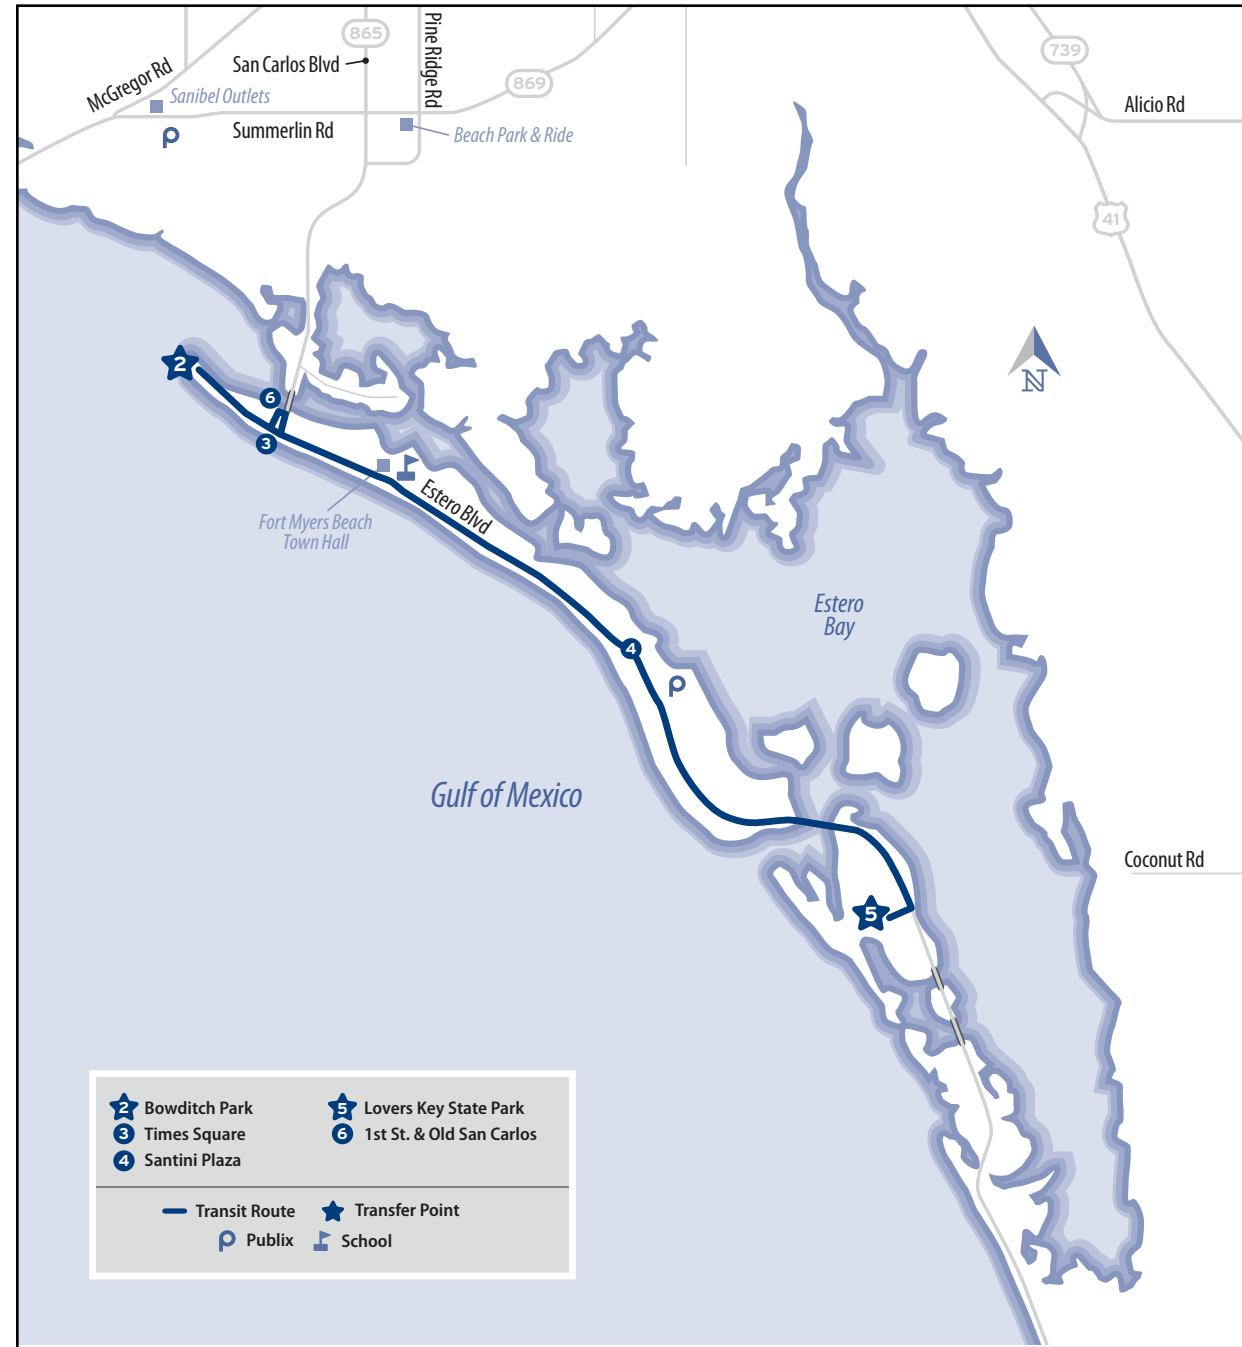 865
Pine Ridge Rd
739
San Carlos Blvd
McGregor Rd
Sanibel Outlets
869
Alicio Rd
Summerlin Rd
Beach Park & Ride
41
N
2
6
3
Estero Blvd
Fort Myers Beach
Town Hall
Estero
Bay
4
Gulf of Mexico
Coconut Rd
5
2 Bowditch Park
3 Times Square
4 Santini Plaza
5 Lovers Key State Park
6 1st St. & Old San Carlos
Transit Route
Transfer Point
Publix
School